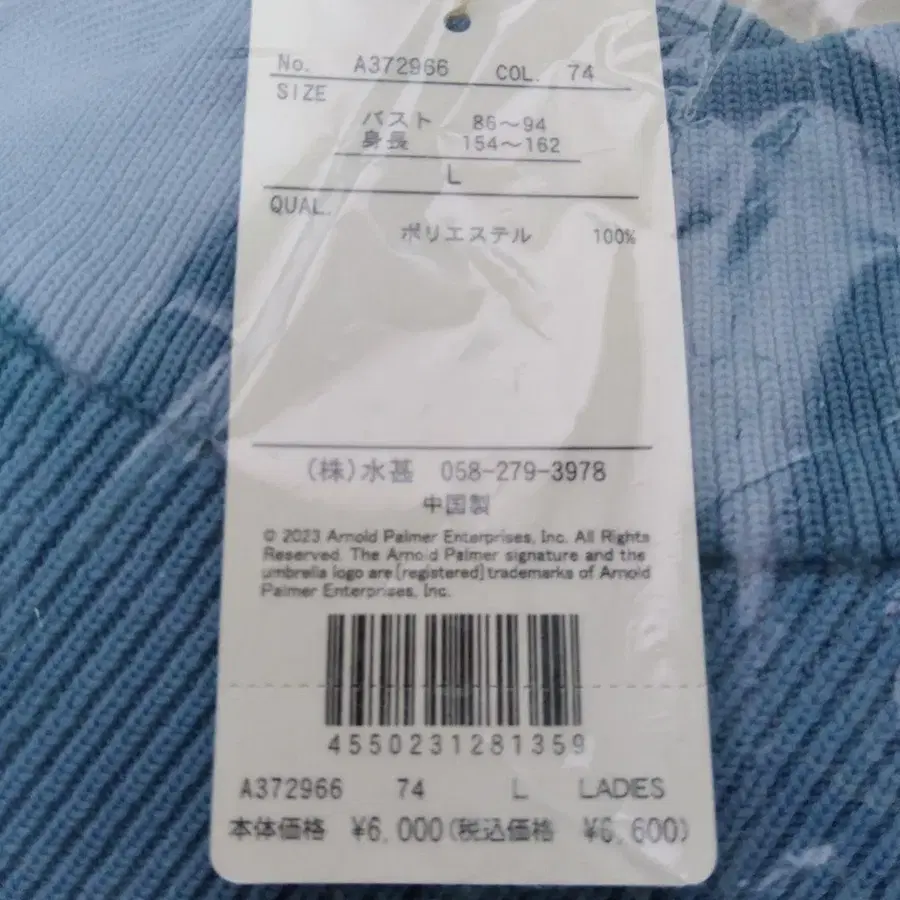 No. A372966 COL. 74
SIZE
バスト 86～94
身長 154～162
L
QUAL.
ポリエステル 100%
(株)水甚 058-279-3978
中国製
© 2023 Arnold Palmer Enterprises, Inc. All Rights
Reserved. The Arnold Palmer signature and the
umbrella logo are (registered) trademarks of Arnold
Palmer Enterprises, Inc.
4550231281359
A372966 74 L LADES
本体価格 ¥6,000(税込価格 ¥6,600)